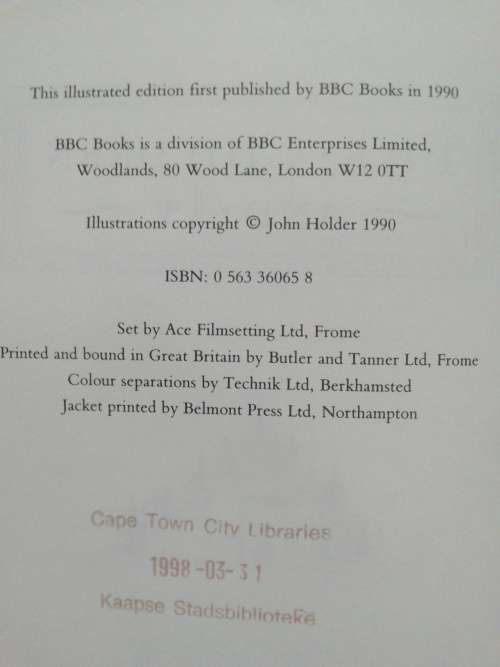 This illustrated edition first published by BBC Books in 1990
BBC Books is a division of BBC Enterprises Limited,
Woodlands, 80 Wood Lane, London W12 0TT
Illustrations copyright © John Holder 1990
ISBN: 0 563 36065 8
Set by Ace Filmsetting Ltd, Frome
Printed and bound in Great Britain by Butler and Tanner Ltd, Frome
Colour separations by Technik Ltd, Berkhamsted
Jacket printed by Belmont Press Ltd, Northampton
Cape Town City Libraries
1998-03-31
Kaapse Stadsbiblioteke